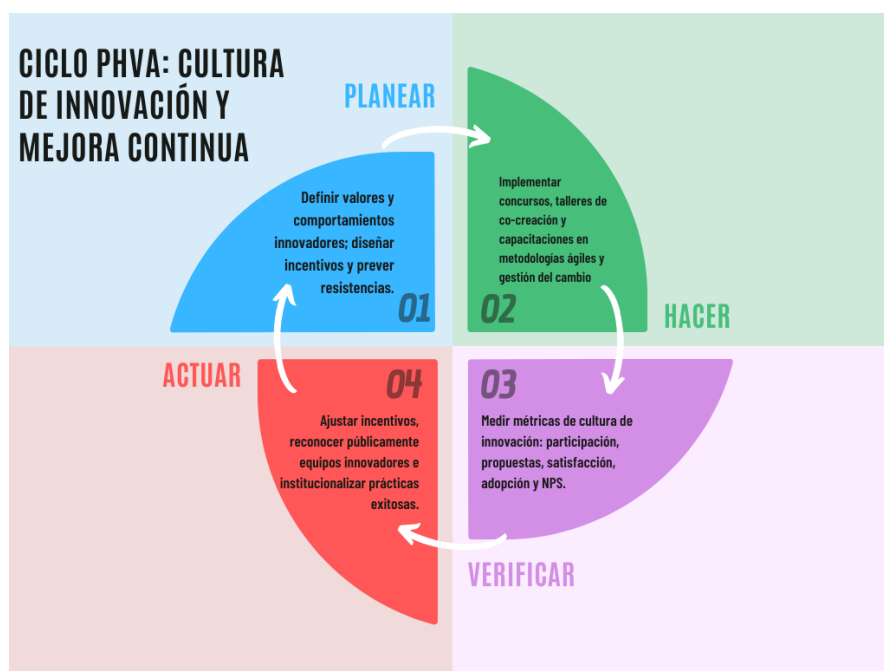 CICLO PHVA: CULTURA
DE INNOVACIÓN Y
MEJORA CONTINUA
PLANEAR
Definir valores y
comportamientos
innovadores; diseñar
incentivos y prever
resistencias.
01
Implementar
concursos, talleres de
co-creación y
capacitaciones en
metodologías ágiles y
gestión del cambio
02
HACER
03
Medir métricas de cultura de
innovación: participación,
propuestas, satisfacción,
adopción y NPS.
VERIFICAR
ACTUAR
04
Ajustar incentivos,
reconocer públicamente
equipos innovadores e
institucionalizar prácticas
exitosas.